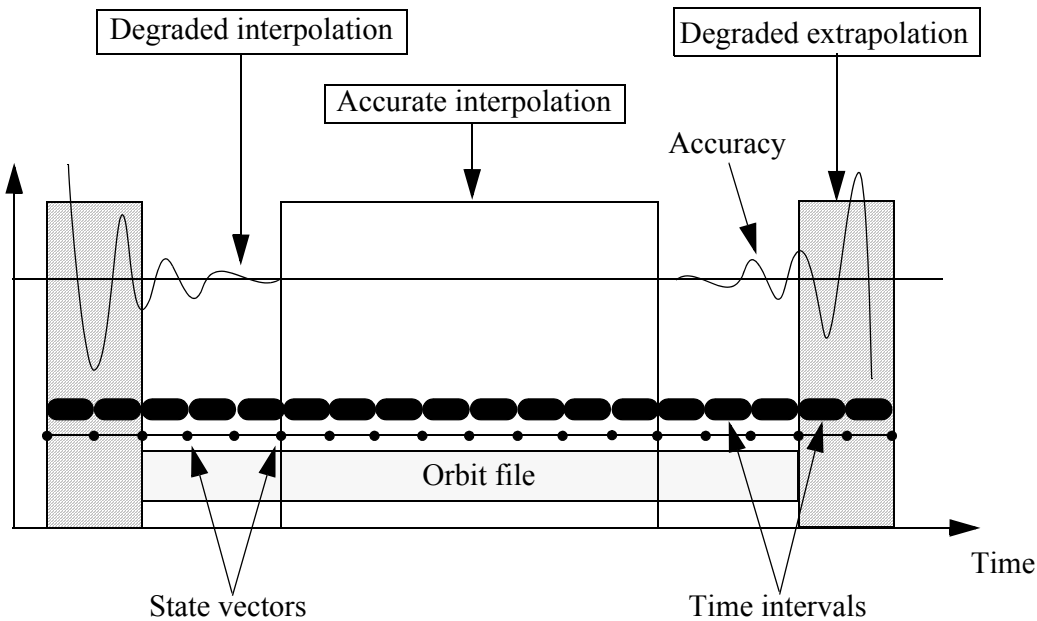 Degraded interpolation
Degraded extrapolation
Accurate interpolation
Accuracy
Orbit file
Time
State vectors
Time intervals